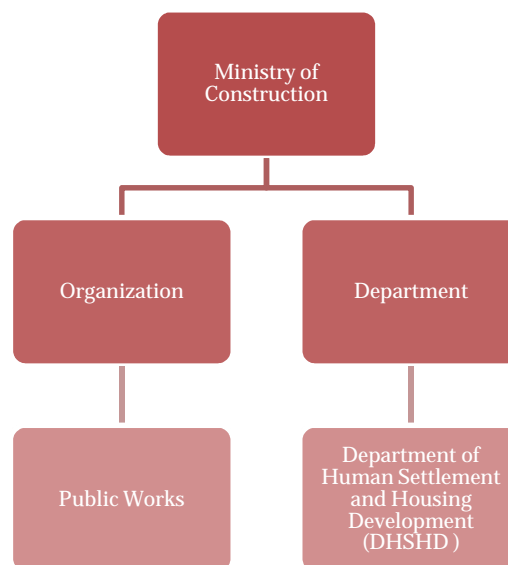 Ministry of
Construction
Organization
Department
Public Works
Department of
Human Settlement
and Housing
Development
(DHSHD )